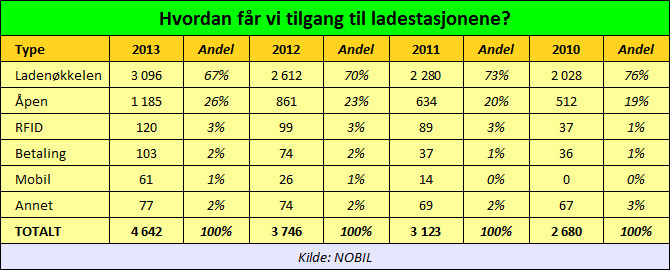 Hvordan får vi tilgang til ladestasjonene?
Type 2013 Andel 2012 Andel 2011 Andel 2010 Andel
Ladenøkkelen 3 096 67% 2 612 70% 2 280 73% 2 028 76%
Åpen 1 185 26% 861 23% 634 20% 512 19%
RFID 120 3% 99 3% 89 3% 37 1%
Betaling 103 2% 74 2% 37 1% 36 1%
Mobil 61 1% 26 1% 14 0% 0 0%
Annet 77 2% 74 2% 69 2% 67 3%
TOTALT 4 642 100% 3 746 100% 3 123 100% 2 680 100%
Kilde: NOBIL